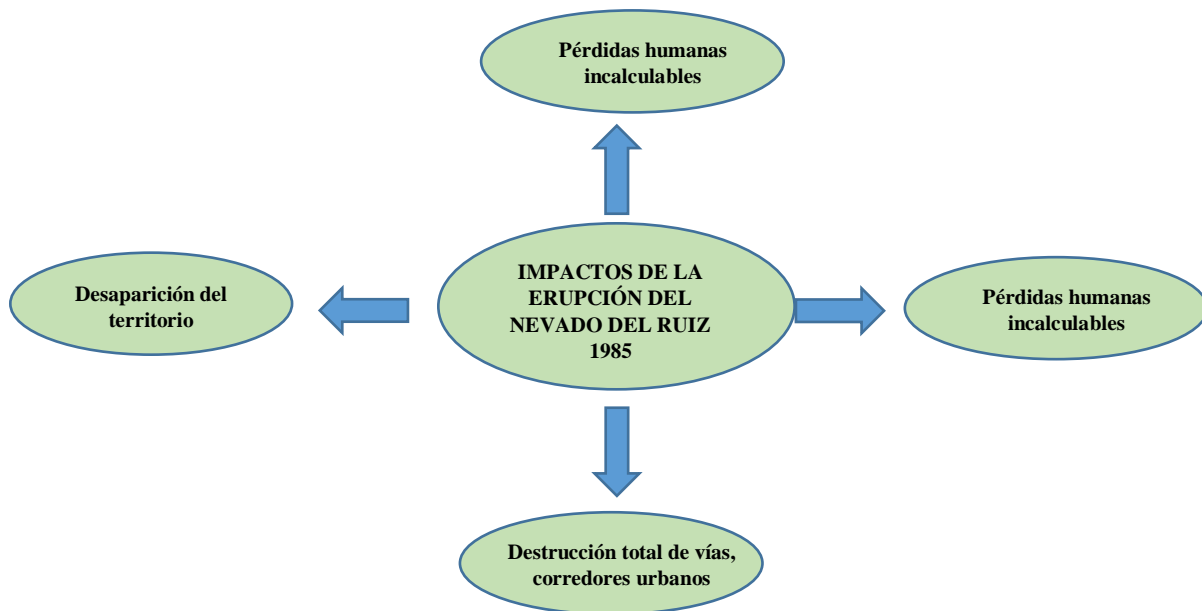 Pérdidas humanas
incalculables
IMPACTOS DE LA
ERUPCIÓN DEL
NEVADO DEL RUIZ
1985
Desaparición del
territorio
Pérdidas humanas
incalculables
Destrucción total de vías,
corredores urbanos